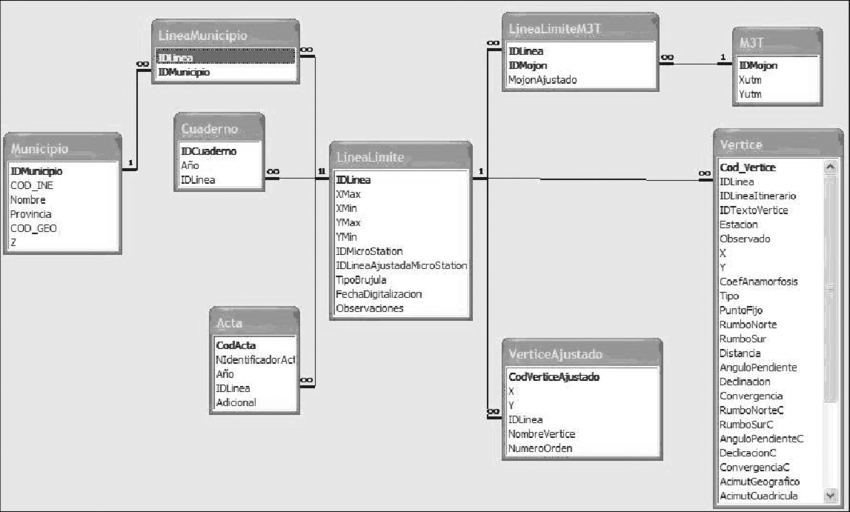 LineaMunicipio
IDLinea
IDMunicipio
LineaLimiteM3T
IDLinea
IDMojon
MojonAjustado
M3T
IDMojon
Xutm
Yutm
Municipio
IDMunicipio
COD_INE
Nombre
Provincia
COD_GEO
Z
Cuaderno
IDCuaderno
Año
IDLinea
LineaLimite
IDLinea
XMax
XMin
YMax
YMin
IDMicroStation
IDLineaAjustadaMicroStation
TipoBrujula
FechaDigitalizacion
Observaciones
Vertice
Cod_Vertice
IDLinea
IDLineaItinerario
IDTextoVertice
Estacion
Observado
X
Y
CoefAnamorfosis
Tipo
PuntoFijo
RumboNorte
RumboSur
Distancia
AnguloPendiente
Declinacion
Convergencia
RumboNorteC
RumboSurC
AnguloPendienteC
DedicacionC
ConvergenciaC
AcimutGeografico
AcimutCuadricula
Acta
CodActa
NIdentificadorAct
Año
IDLinea
Adicional
VerticeAjustado
CodVerticeAjustado
X
Y
IDLinea
NombreVertice
NumeroOrden
∞
∞
1
∞
1
1
∞
1
∞
∞
1
∞
∞